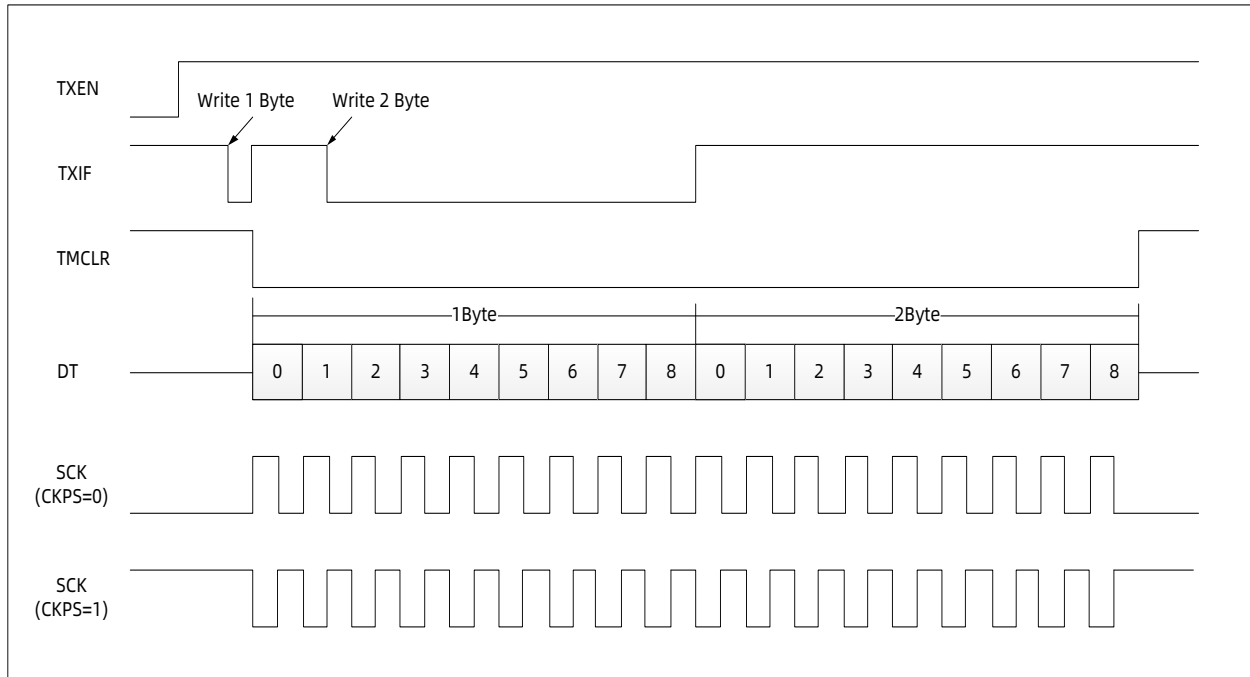 TXEN
Write 1 Byte Write 2 Byte
TXIF
TMCLR
1Byte 2Byte
DT 0 1 2 3 4 5 6 7 8 0 1 2 3 4 5 6 7 8
SCK
(CKPS=0)
SCK
(CKPS=1)